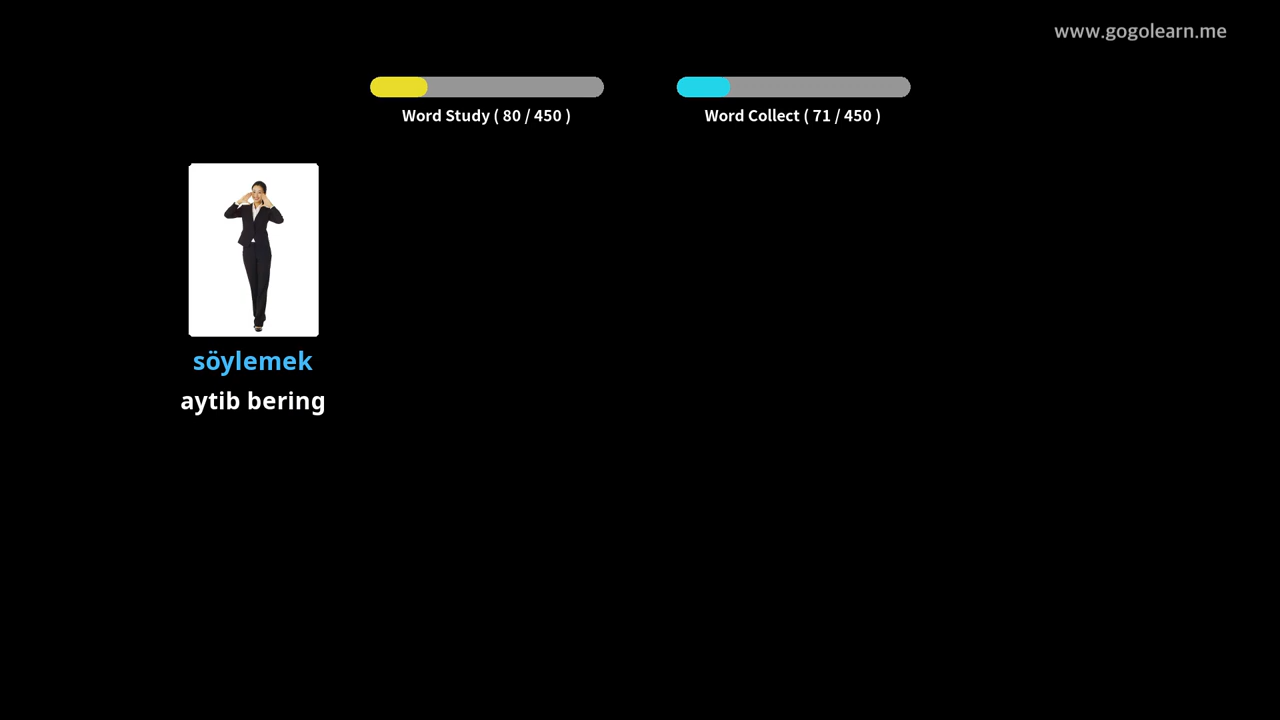 www.gogolearn.me
Word Study ( 80 / 450 )
Word Collect ( 71 / 450 )
söylemek
aytib bering